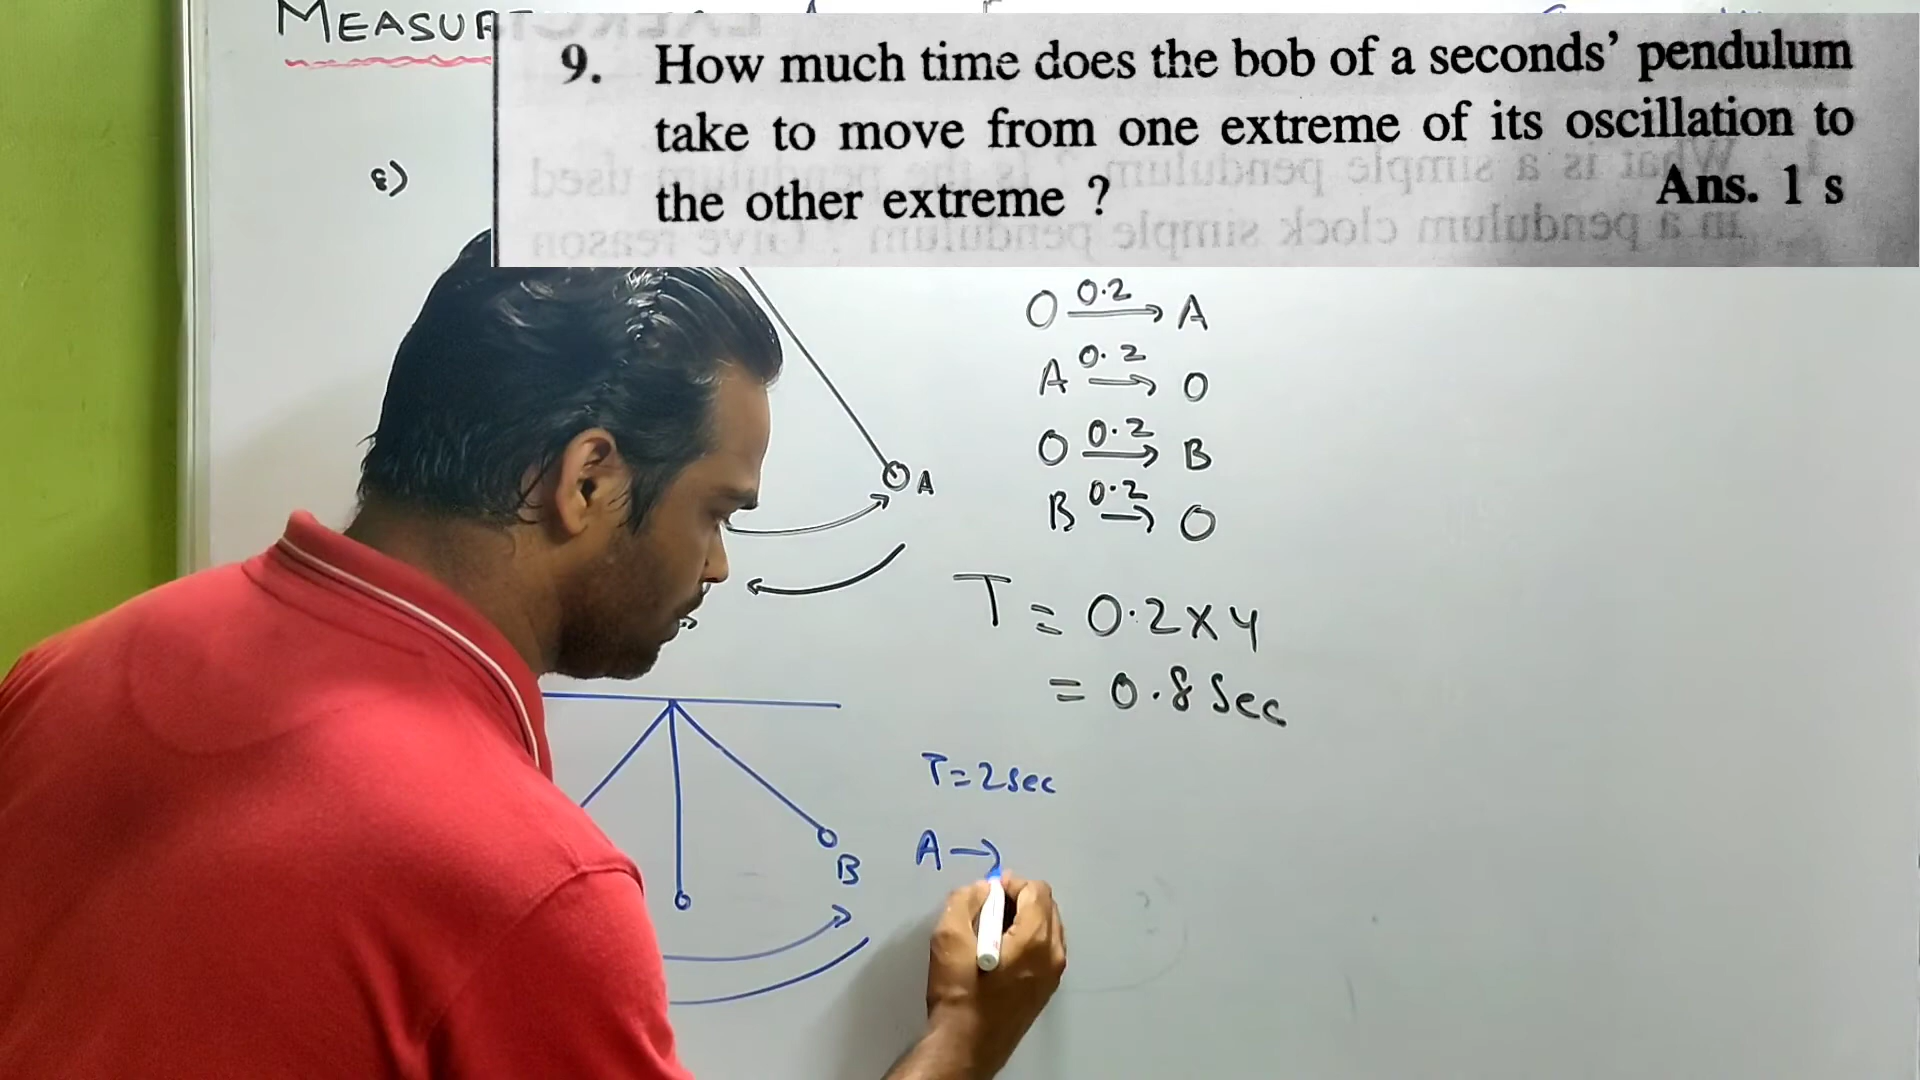 9. How much time does the bob of a seconds' pendulum
take to move from one extreme of its oscillation to
the other extreme ? Ans. 1 s
8)
O 0.2 → A
A 0.2 → O
O 0.2 → B
B 0.2 → O
A
T = 0.2 x 4
= 0.8 Sec
T = 2 sec
A →
B